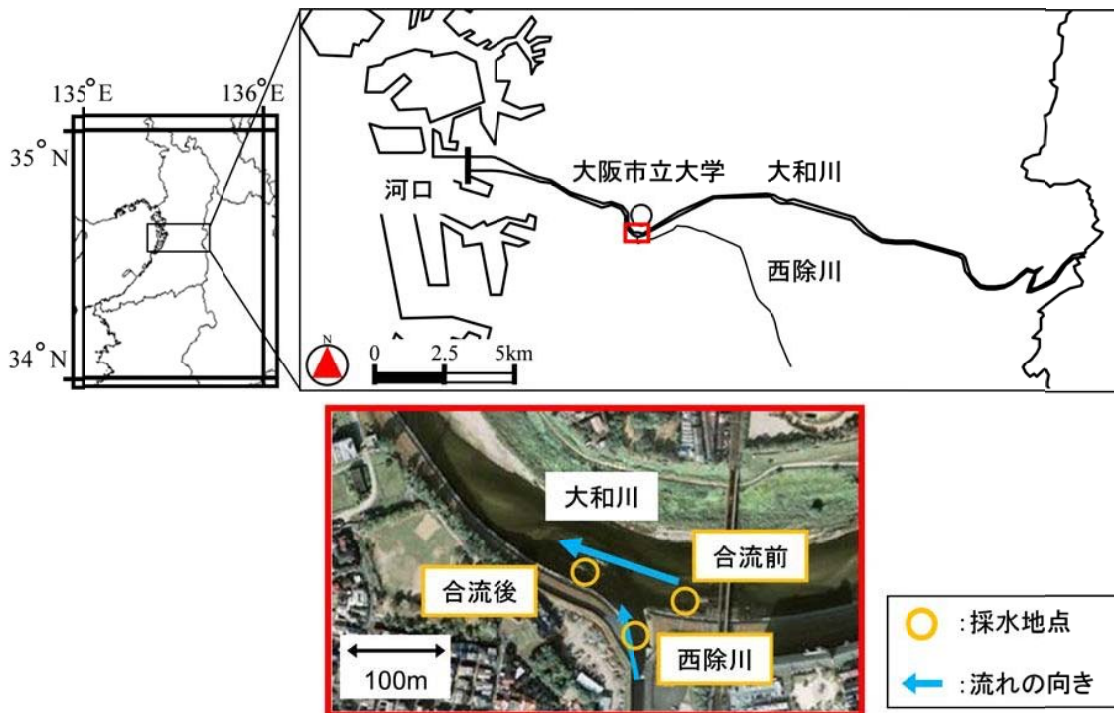 135°E
136°E
35°N
34°N
大阪市立大学
大和川
河口
西除川
N
0
2.5
5km
大和川
合流前
合流後
西除川
100m
：採水地点
：流れの向き